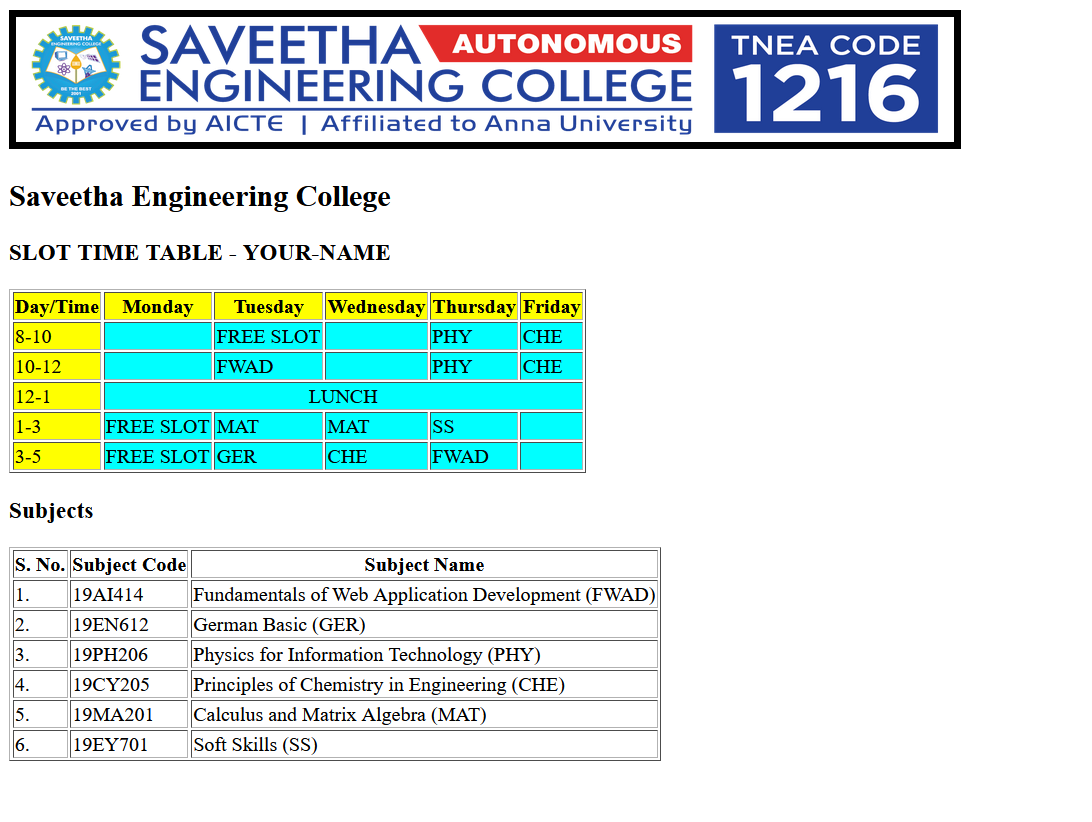 SAVEETHA
ENGINEERING COLLEGE
BE THE BEST
2001
SAVEETHA AUTONOMOUS
ENGINEERING COLLEGE
Approved by AICTE | Affiliated to Anna University
TNEA CODE
1216
Saveetha Engineering College
SLOT TIME TABLE - YOUR-NAME
Day/Time Monday Tuesday Wednesday Thursday Friday
8-10 FREE SLOT PHY CHE
10-12 FWAD PHY CHE
12-1 LUNCH
1-3 FREE SLOT MAT MAT SS
3-5 FREE SLOT GER CHE FWAD
Subjects
S. No. Subject Code Subject Name
1. 19AI414 Fundamentals of Web Application Development (FWAD)
2. 19EN612 German Basic (GER)
3. 19PH206 Physics for Information Technology (PHY)
4. 19CY205 Principles of Chemistry in Engineering (CHE)
5. 19MA201 Calculus and Matrix Algebra (MAT)
6. 19EY701 Soft Skills (SS)